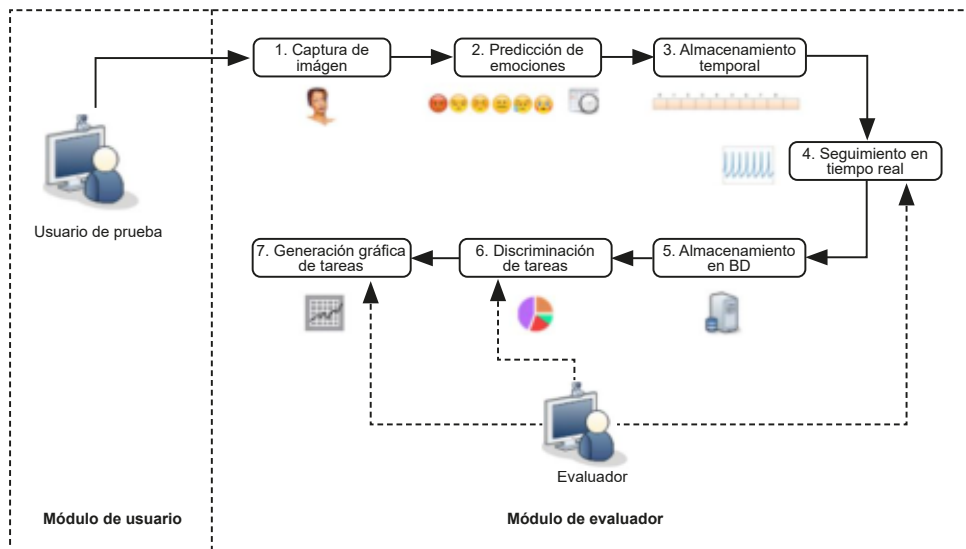 1. Captura de
imágen
2. Predicción de
emociones
3. Almacenamiento
temporal
4. Seguimiento en
tiempo real
Usuario de prueba
7. Generación gráfica
de tareas
6. Discriminación
de tareas
5. Almacenamiento
en BD
Evaluador
Módulo de usuario
Módulo de evaluador